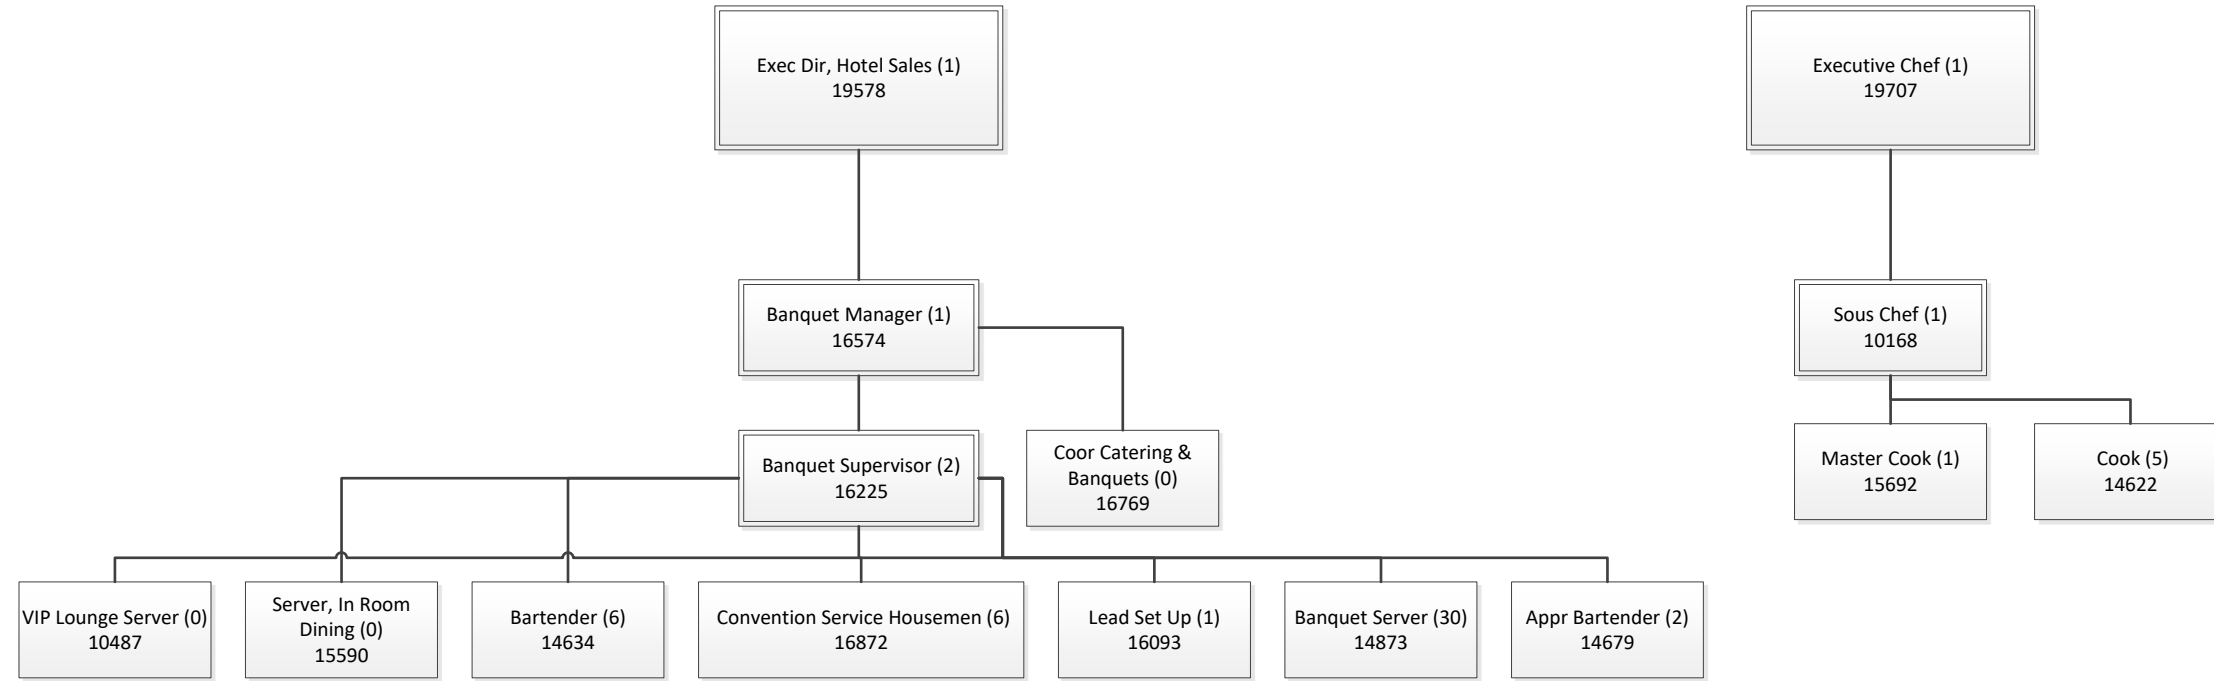 Exec Dir, Hotel Sales (1)
19578
Executive Chef (1)
19707
Banquet Manager (1)
16574
Sous Chef (1)
10168
Banquet Supervisor (2)
16225
Coor Catering &
Banquets (0)
16769
Master Cook (1)
15692
Cook (5)
14622
VIP Lounge Server (0)
10487
Server, In Room
Dining (0)
15590
Bartender (6)
14634
Convention Service Housemen (6)
16872
Lead Set Up (1)
16093
Banquet Server (30)
14873
Appr Bartender (2)
14679